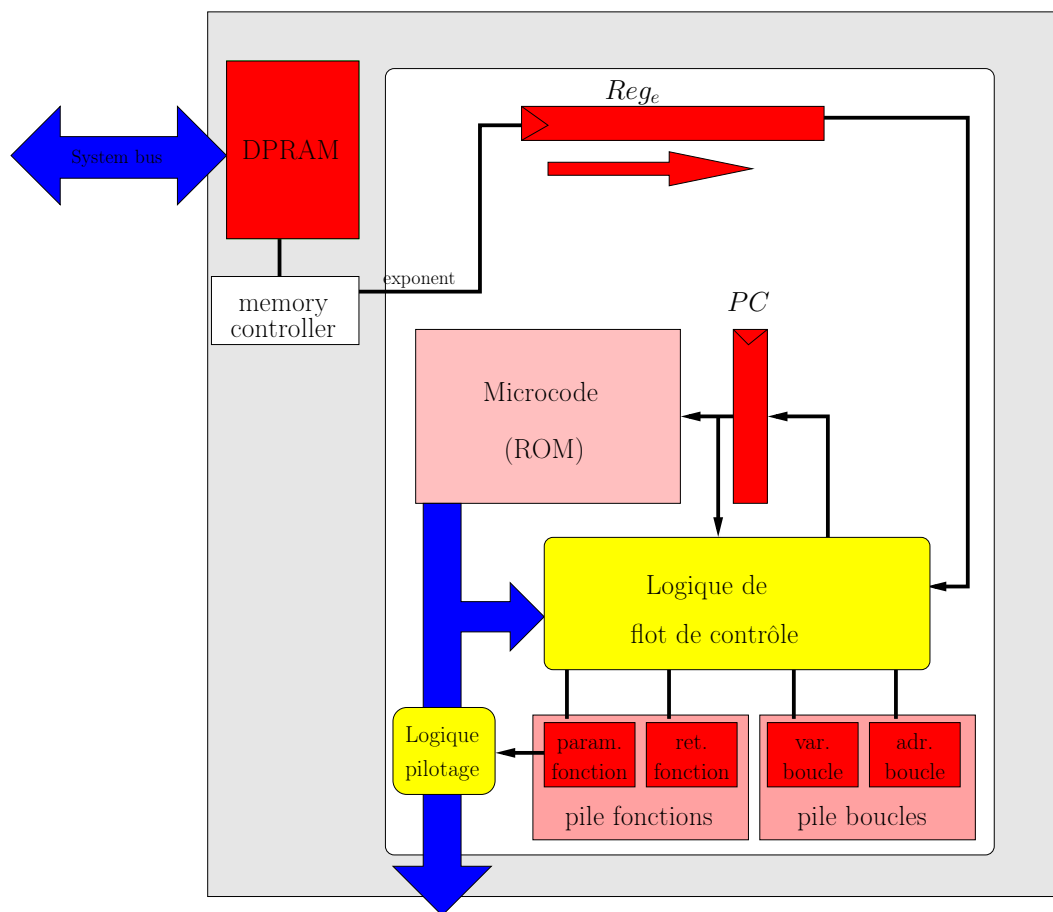 Reg_e
DPRAM
System bus
exponent
memory
controller
PC
Microcode
(ROM)
Logique de
flot de contrôle
Logique
pilotage
param.
fonction
ret.
fonction
var.
boucle
adr.
boucle
pile fonctions
pile boucles